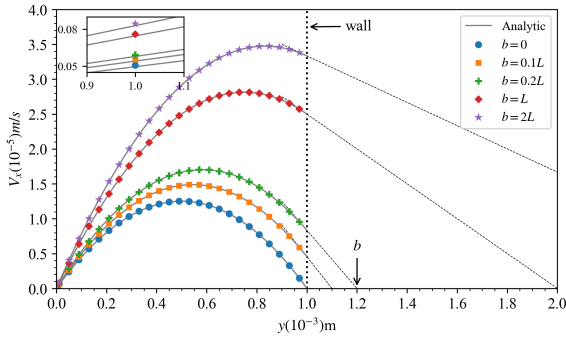 4.0
3.5
3.0
2.5
2.0
1.5
1.0
0.5
0.0
V_x(10^{-5})m/s
0.08
0.05
0.9 1.0 1.1
wall
Analytic
b = 0
b = 0.1L
b = 0.2L
b = L
b = 2L
b
0.0 0.2 0.4 0.6 0.8 1.0 1.2 1.4 1.6 1.8 2.0
y(10^{-3})m